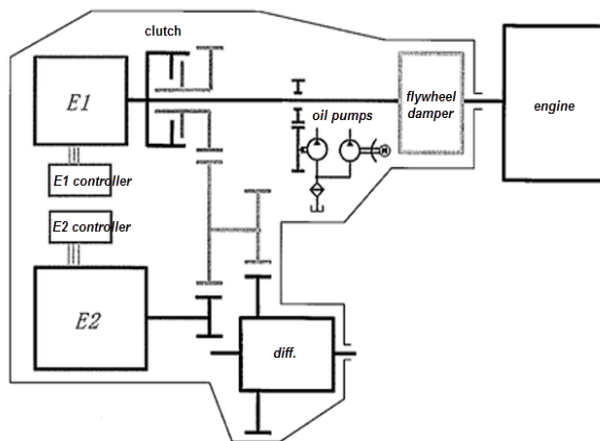 clutch
E1
flywheel
damper
engine
oil pumps
M
E1 controller
E2 controller
E2
diff.